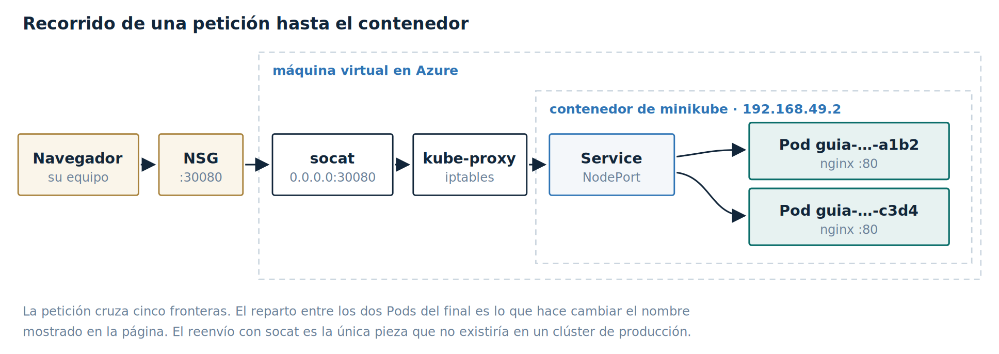 Recorrido de una petición hasta el contenedor
máquina virtual en Azure
contenedor de minikube · 192.168.49.2
Navegador
su equipo
NSG
:30080
socat
0.0.0.0:30080
kube-proxy
iptables
Service
NodePort
Pod guia-...-a1b2
nginx :80
Pod guia-...-c3d4
nginx :80
La petición cruza cinco fronteras. El reparto entre los dos Pods del final es lo que hace cambiar el nombre
mostrado en la página. El reenvío con socat es la única pieza que no existiría en un clúster de producción.